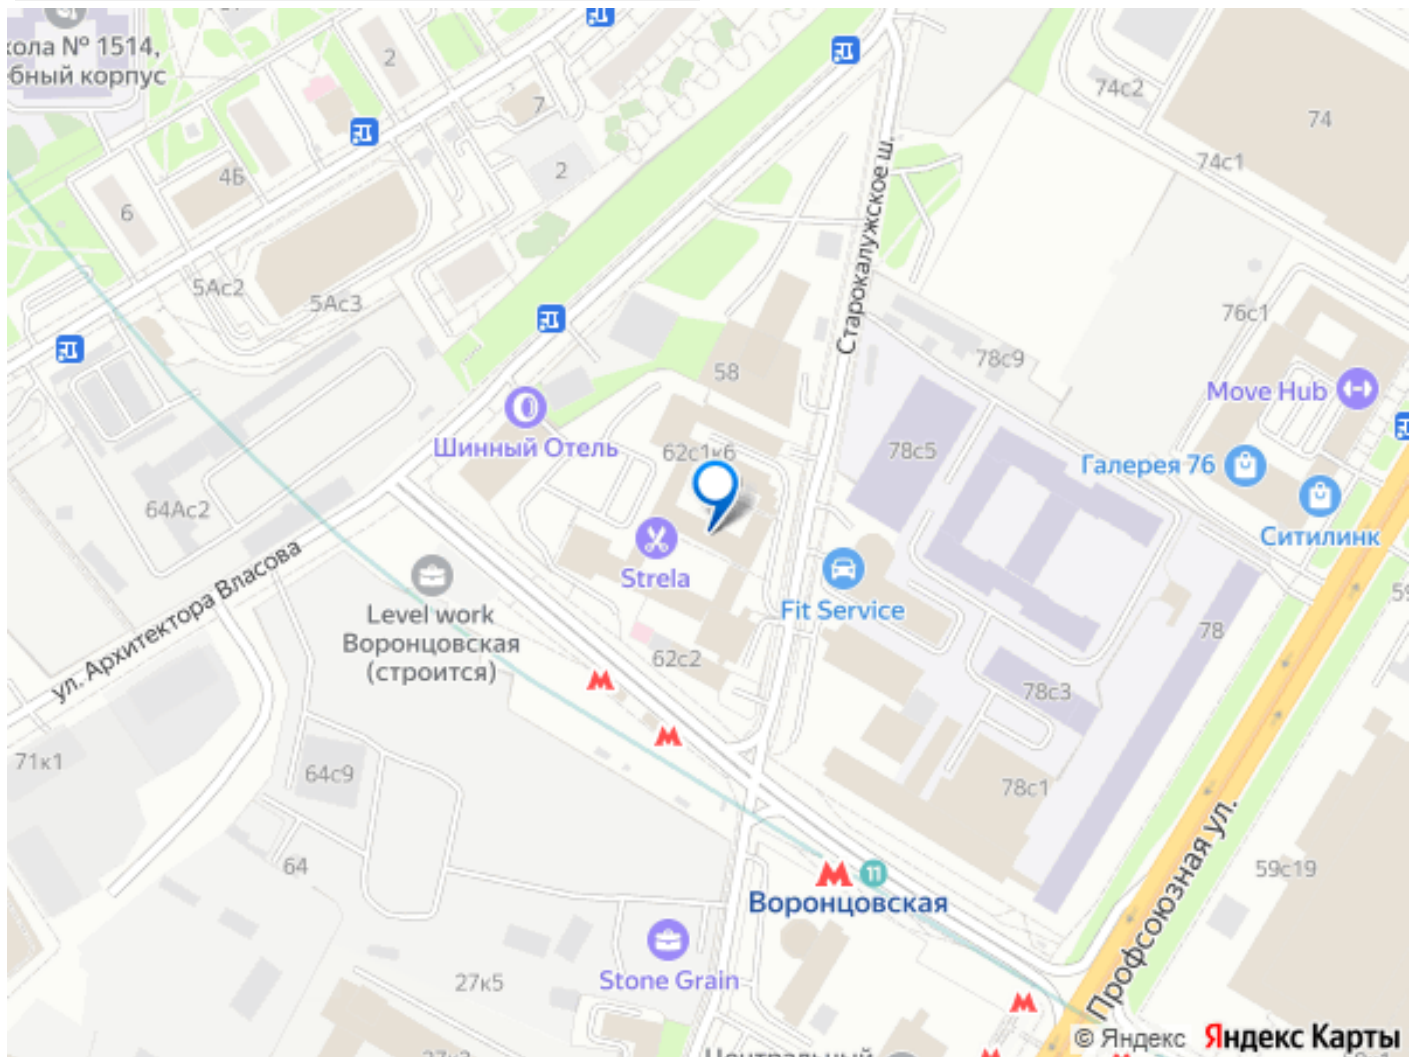 кола № 1514,
бный корпус
2
7
2
4Б
6
5Ас2
5Ас3
74с2
74
74с1
Старокалужское ш.
76с1
78с9
Move Hub
58
Шинный Отель
62с1к6
78с5
Галерея 76
Ситилинк
64Ас2
ул. Архитектора Власова
Strela
Fit Service
Level work
Воронцовская
(строится)
62с2
78
78с3
71к1
64с9
78с1
64
Профсоюзная ул.
59с19
11
Воронцовская
Stone Grain
27к5
© Яндекс Яндекс Карты